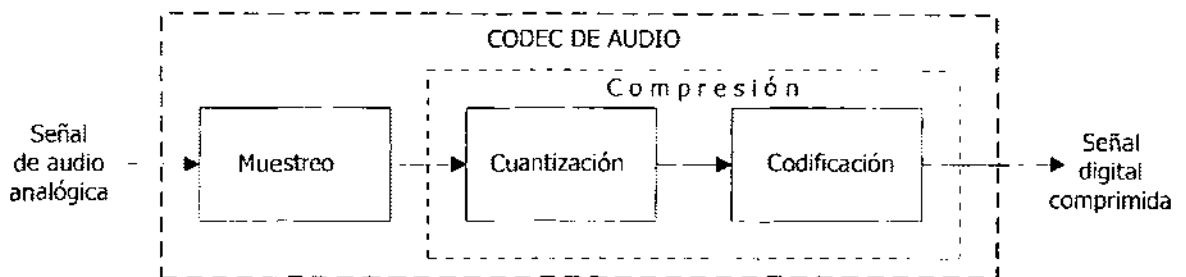 CODEC DE AUDIO
Compresión
Señal
de audio
analógica
Muestreo
Cuantización
Codificación
Señal
digital
comprimida